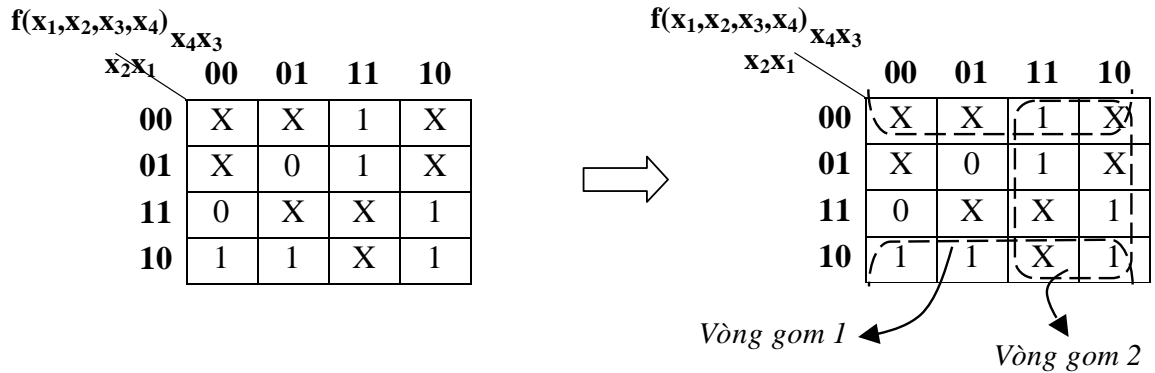 f(x1,x2,x3,x4) x4x3
x2x1
00 01 11 10
00 X X 1 X
01 X 0 1 X
11 0 X X 1
10 1 1 X 1
f(x1,x2,x3,x4) x4x3
x2x1
00 01 11 10
00 X X 1 X
01 X 0 1 X
11 0 X X 1
10 1 1 X 1
Vòng gom 1
Vòng gom 2